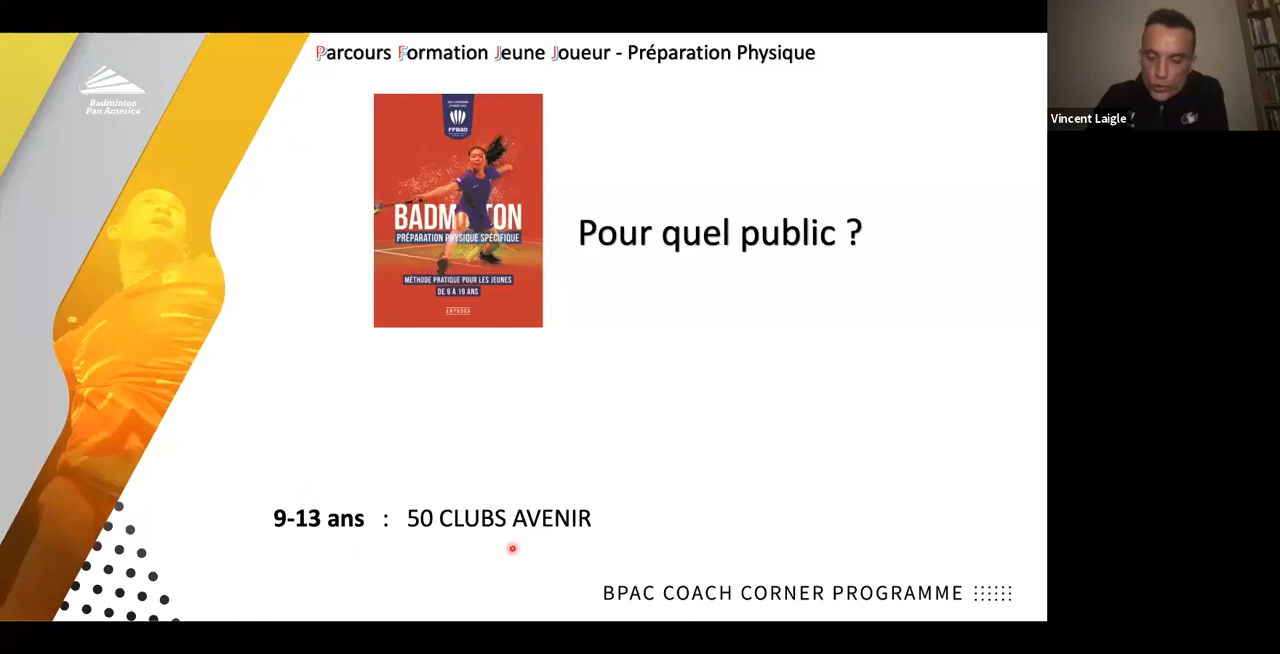 Parcours Formation Jeune Joueur - Préparation Physique
Badminton
Pan America
Vincent Laigle
FFBaD
BADMINTON
PRÉPARATION PHYSIQUE SPÉCIFIQUE
MÉTHODE PRATIQUE POUR LES JEUNES
DE 9 À 19 ANS
AMPHORA
Pour quel public ?
9-13 ans : 50 CLUBS AVENIR
BPAC COACH CORNER PROGRAMME